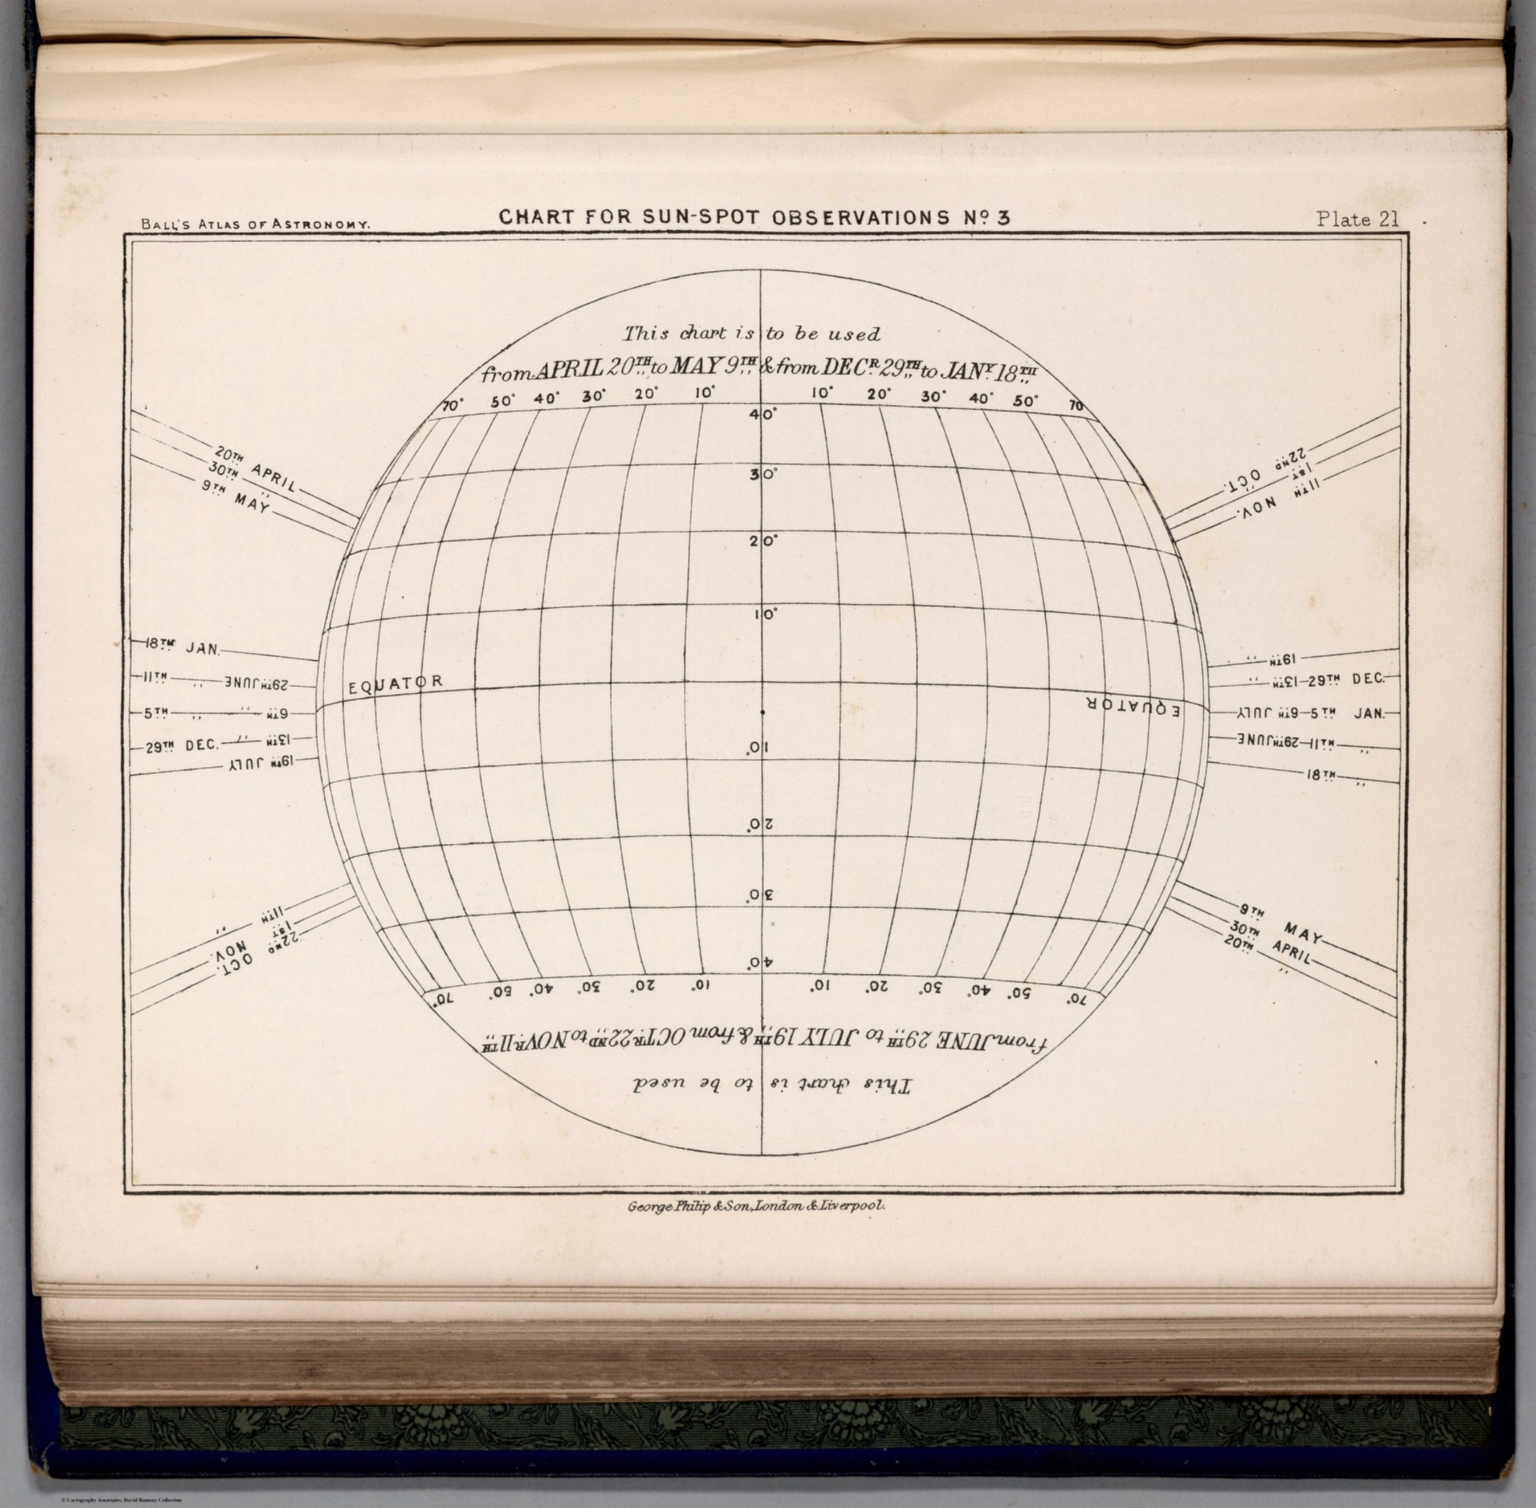 BALL'S ATLAS OF ASTRONOMY.
CHART FOR SUN-SPOT OBSERVATIONS Nº 3
Plate 21
This chart is to be used
from APRIL 20TH to MAY 9TH & from DECR 29TH to JANY 18TH
70° 50° 40° 30° 20° 10° 10° 20° 30° 40° 50° 70
40°
30°
20°
10°
EQUATOR
EQUATOR
10°
20°
30°
40°
70° 50° 40° 30° 20° 10° 10° 20° 30° 40° 50° 70°
from JUNE 29TH to JULY 19TH & from OCTR 22ND to NOVR 11TH
This chart is to be used
20TH APRIL
30TH "
9TH MAY
18TH JAN.
11TH " 29TH JUNE
5TH " 6TH "
29TH DEC. 13TH "
19TH JULY
11TH "
1ST NOV.
22ND OCT.
22ND OCT.
1ST "
11TH NOV.
19TH "
13TH " 29TH DEC.
6TH JULY 5TH JAN.
29TH JUNE 11TH "
18TH "
9TH MAY
30TH APRIL
20TH "
George Philip & Son, London & Liverpool.
© Cartography Associates, David Rumsey Collection